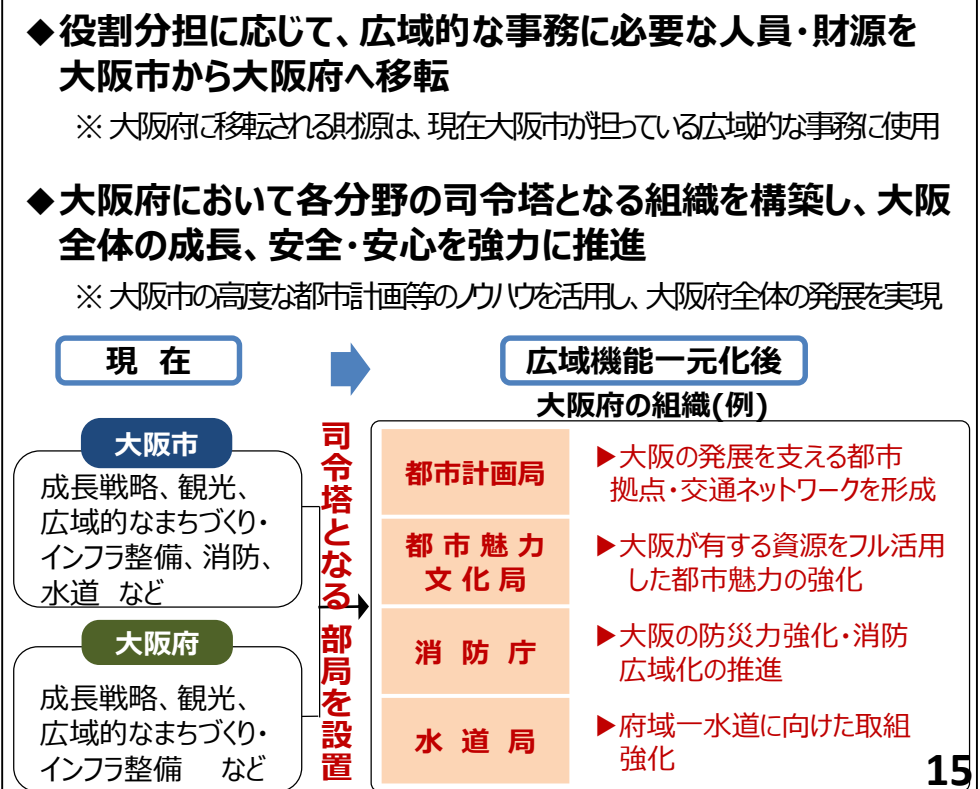 ◆役割分担に応じて、広域的な事務に必要な人員･財源を
大阪市から大阪府へ移転
※ 大阪府に移転される財源は、現在大阪市が担っている広域的な事務に使用
◆大阪府において各分野の司令塔となる組織を構築し、大阪
全体の成長、安全･安心を強力に推進
※ 大阪市の高度な都市計画等のノウハウを活用し、大阪府全体の発展を実現
現 在
広域機能一元化後
大阪府の組織(例)
大阪市
成長戦略、観光、
広域的なまちづくり･
インフラ整備、消防、
水道 など
大阪府
成長戦略、観光、
広域的なまちづくり･
インフラ整備 など
司令塔となる部局を設置
都市計画局
▶大阪の発展を支える都市
拠点･交通ネットワークを形成
都市魅力
文化局
▶大阪が有する資源をフル活用
した都市魅力の強化
消 防 庁
▶大阪の防災力強化･消防
広域化の推進
水 道 局
▶府域一水道に向けた取組
強化
15